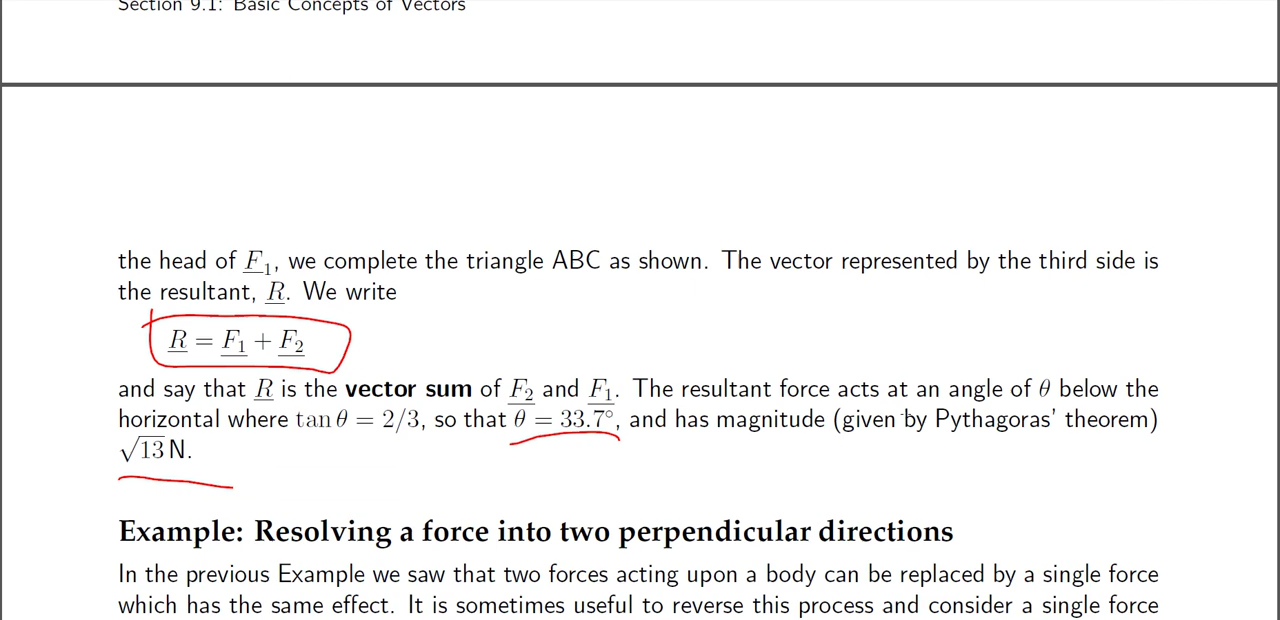 Section 9.1: Basic Concepts of Vectors
the head of F₁, we complete the triangle ABC as shown. The vector represented by the third side is
the resultant, R. We write
R = F₁ + F₂
and say that R is the vector sum of F₂ and F₁. The resultant force acts at an angle of θ below the
horizontal where tan θ = 2/3, so that θ = 33.7°, and has magnitude (given by Pythagoras' theorem)
√13 N.
Example: Resolving a force into two perpendicular directions
In the previous Example we saw that two forces acting upon a body can be replaced by a single force
which has the same effect. It is sometimes useful to reverse this process and consider a single force